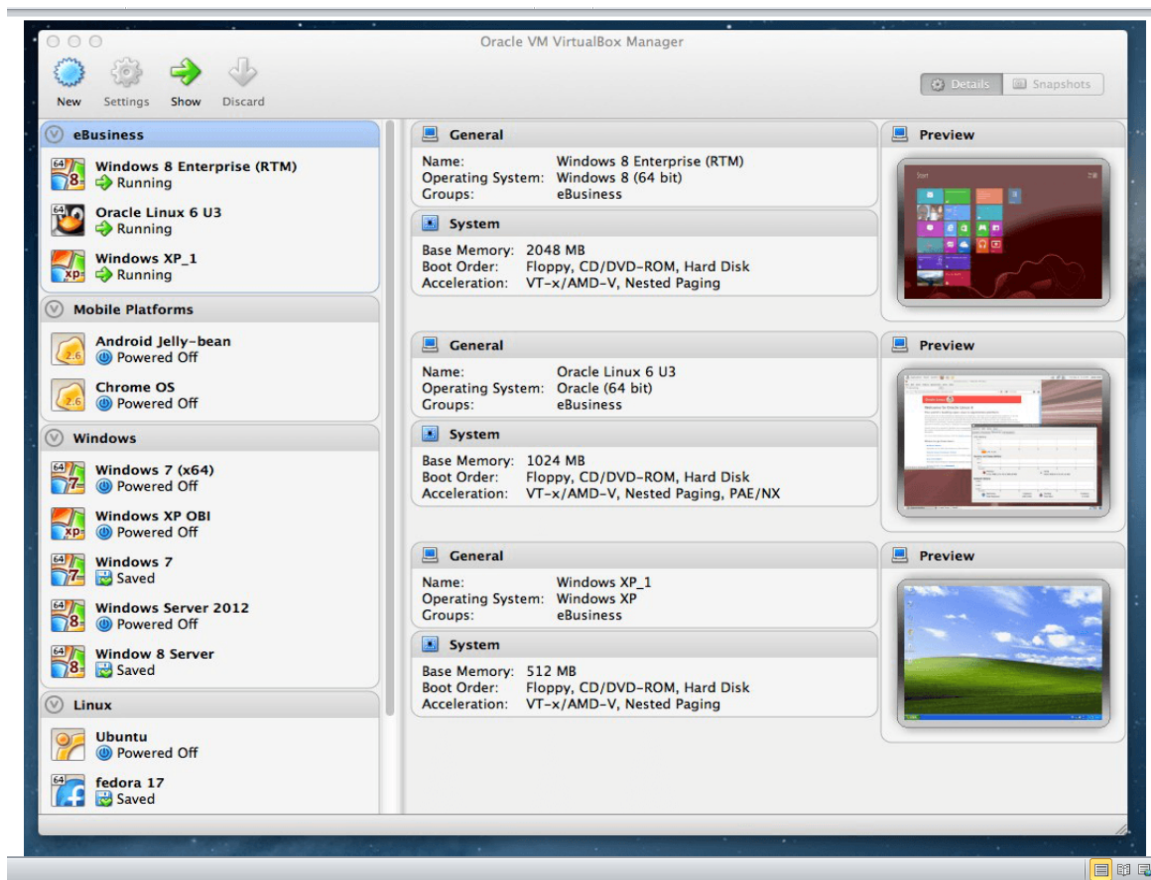 Oracle VM VirtualBox Manager
New Settings Show Discard
Details Snapshots
eBusiness
Windows 8 Enterprise (RTM)
Running
Oracle Linux 6 U3
Running
Windows XP_1
Running
Mobile Platforms
Android Jelly-bean
Powered Off
Chrome OS
Powered Off
Windows
Windows 7 (x64)
Powered Off
Windows XP OBI
Powered Off
Windows 7
Saved
Windows Server 2012
Powered Off
Window 8 Server
Saved
Linux
Ubuntu
Powered Off
fedora 17
Saved
General
Name: Windows 8 Enterprise (RTM)
Operating System: Windows 8 (64 bit)
Groups: eBusiness
System
Base Memory: 2048 MB
Boot Order: Floppy, CD/DVD-ROM, Hard Disk
Acceleration: VT-x/AMD-V, Nested Paging
Preview
Start
General
Name: Oracle Linux 6 U3
Operating System: Oracle (64 bit)
Groups: eBusiness
System
Base Memory: 1024 MB
Boot Order: Floppy, CD/DVD-ROM, Hard Disk
Acceleration: VT-x/AMD-V, Nested Paging, PAE/NX
Preview
General
Name: Windows XP_1
Operating System: Windows XP
Groups: eBusiness
System
Base Memory: 512 MB
Boot Order: Floppy, CD/DVD-ROM, Hard Disk
Acceleration: VT-x/AMD-V, Nested Paging
Preview